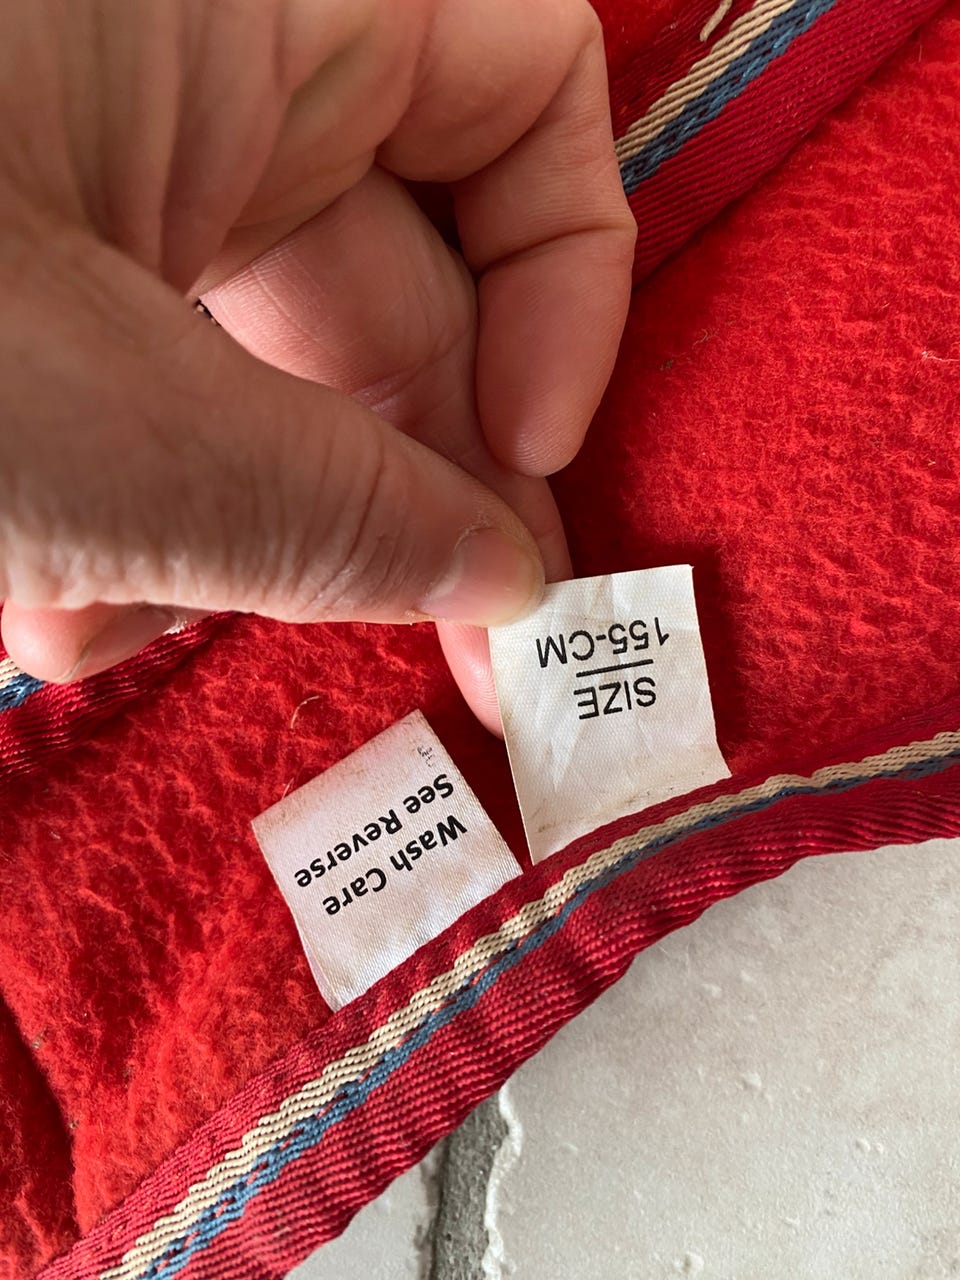 SIZE
155-CM
Wash Care
See Reverse